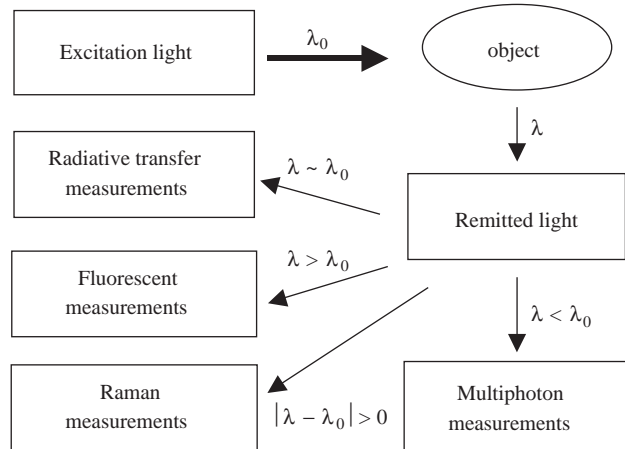 Excitation light
λ0
object
λ
Radiative transfer
measurements
λ ~ λ0
Remitted light
Fluorescent
measurements
λ > λ0
λ < λ0
Raman
measurements
|λ − λ0| > 0
Multiphoton
measurements